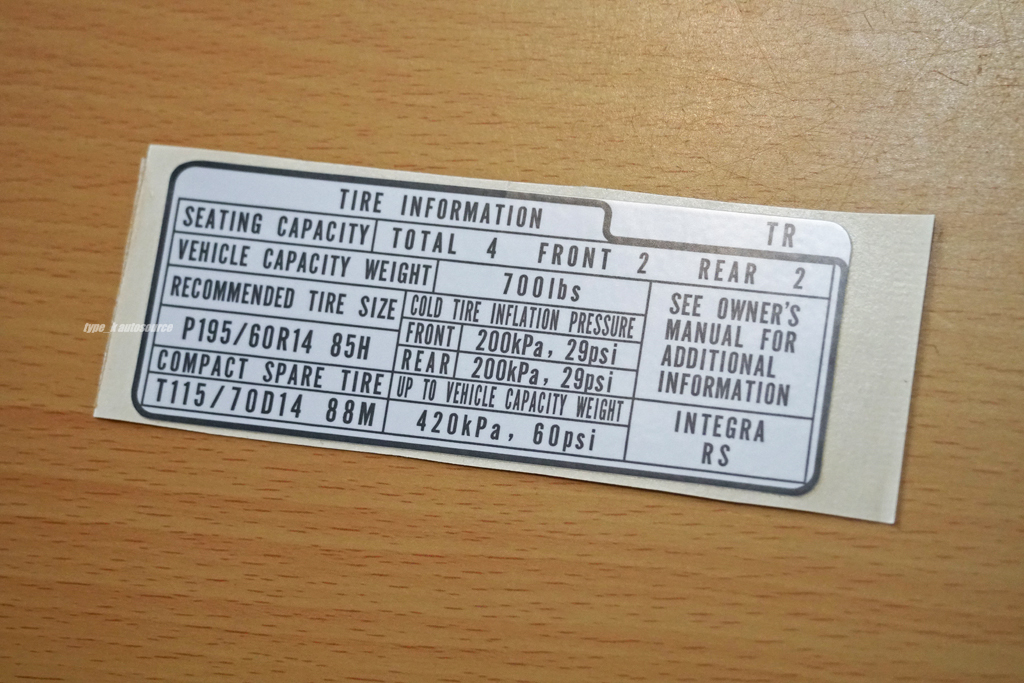 TIRE INFORMATION
TR
SEATING CAPACITY TOTAL 4 FRONT 2 REAR 2
VEHICLE CAPACITY WEIGHT 700lbs
SEE OWNER'S
MANUAL FOR
ADDITIONAL
INFORMATION
RECOMMENDED TIRE SIZE
P195/60R14 85H
COLD TIRE INFLATION PRESSURE
FRONT 200kPa, 29psi
REAR 200kPa, 29psi
COMPACT SPARE TIRE
T115/70D14 88M
UP TO VEHICLE CAPACITY WEIGHT
420kPa, 60psi
INTEGRA
RS
type_x autosource